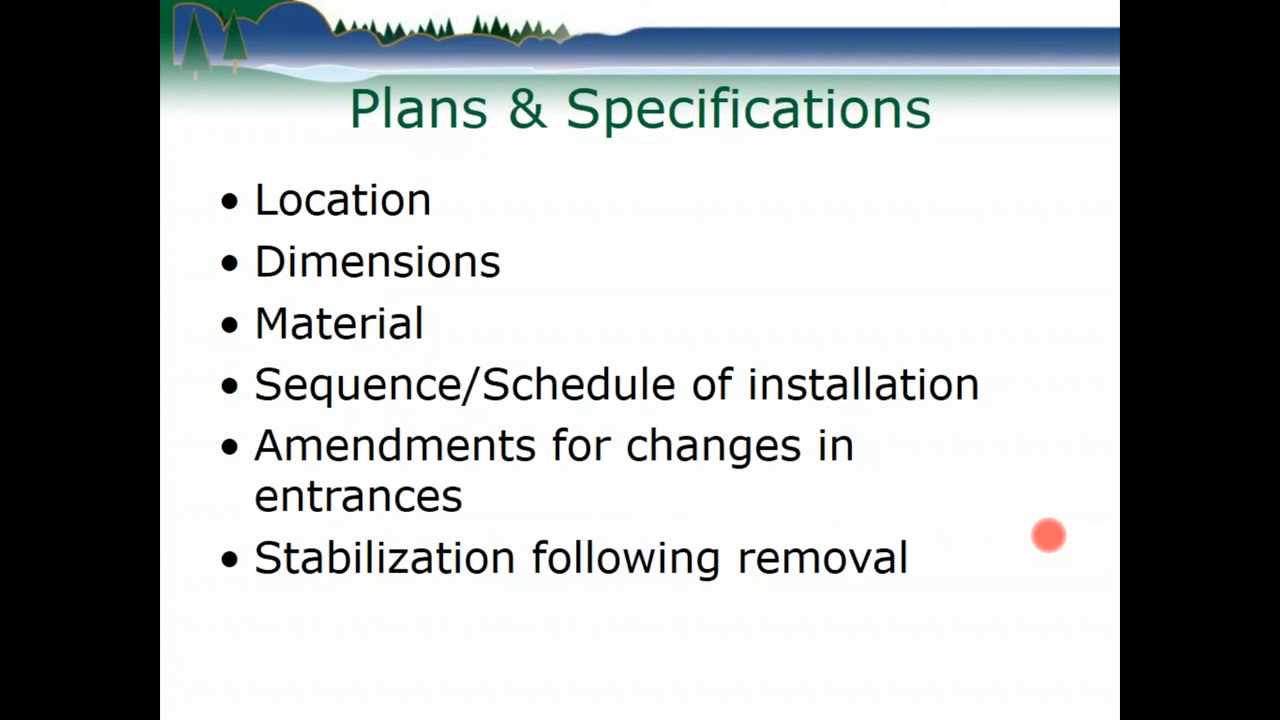 Plans & Specifications
• Location
• Dimensions
• Material
• Sequence/Schedule of installation
• Amendments for changes in
entrances
• Stabilization following removal